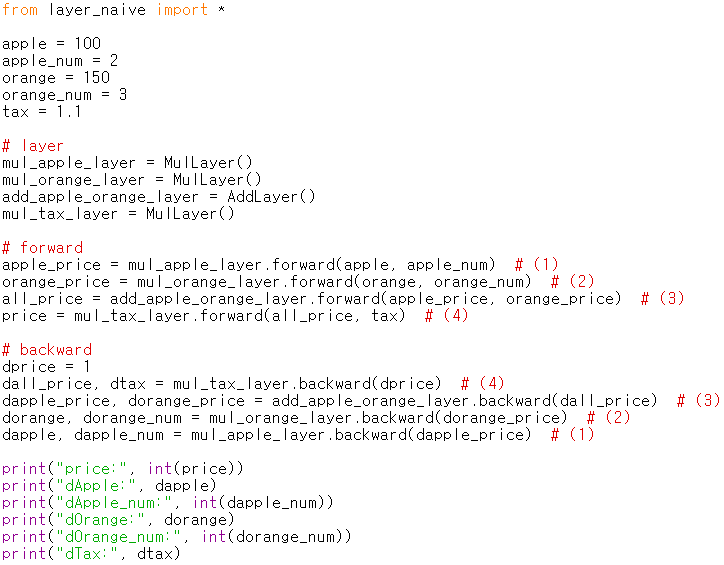 from layer_naive import *
apple = 100
apple_num = 2
orange = 150
orange_num = 3
tax = 1.1
# layer
mul_apple_layer = MulLayer()
mul_orange_layer = MulLayer()
add_apple_orange_layer = AddLayer()
mul_tax_layer = MulLayer()
# forward
apple_price = mul_apple_layer.forward(apple, apple_num)  # (1)
orange_price = mul_orange_layer.forward(orange, orange_num)  # (2)
all_price = add_apple_orange_layer.forward(apple_price, orange_price)  # (3)
price = mul_tax_layer.forward(all_price, tax)  # (4)
# backward
dprice = 1
dall_price, dtax = mul_tax_layer.backward(dprice)  # (4)
dapple_price, dorange_price = add_apple_orange_layer.backward(dall_price)  # (3)
dorange, dorange_num = mul_orange_layer.backward(dorange_price)  # (2)
dapple, dapple_num = mul_apple_layer.backward(dapple_price)  # (1)
print("price:", int(price))
print("dApple:", dapple)
print("dApple_num:", int(dapple_num))
print("dOrange:", dorange)
print("dOrange_num:", int(dorange_num))
print("dTax:", dtax)